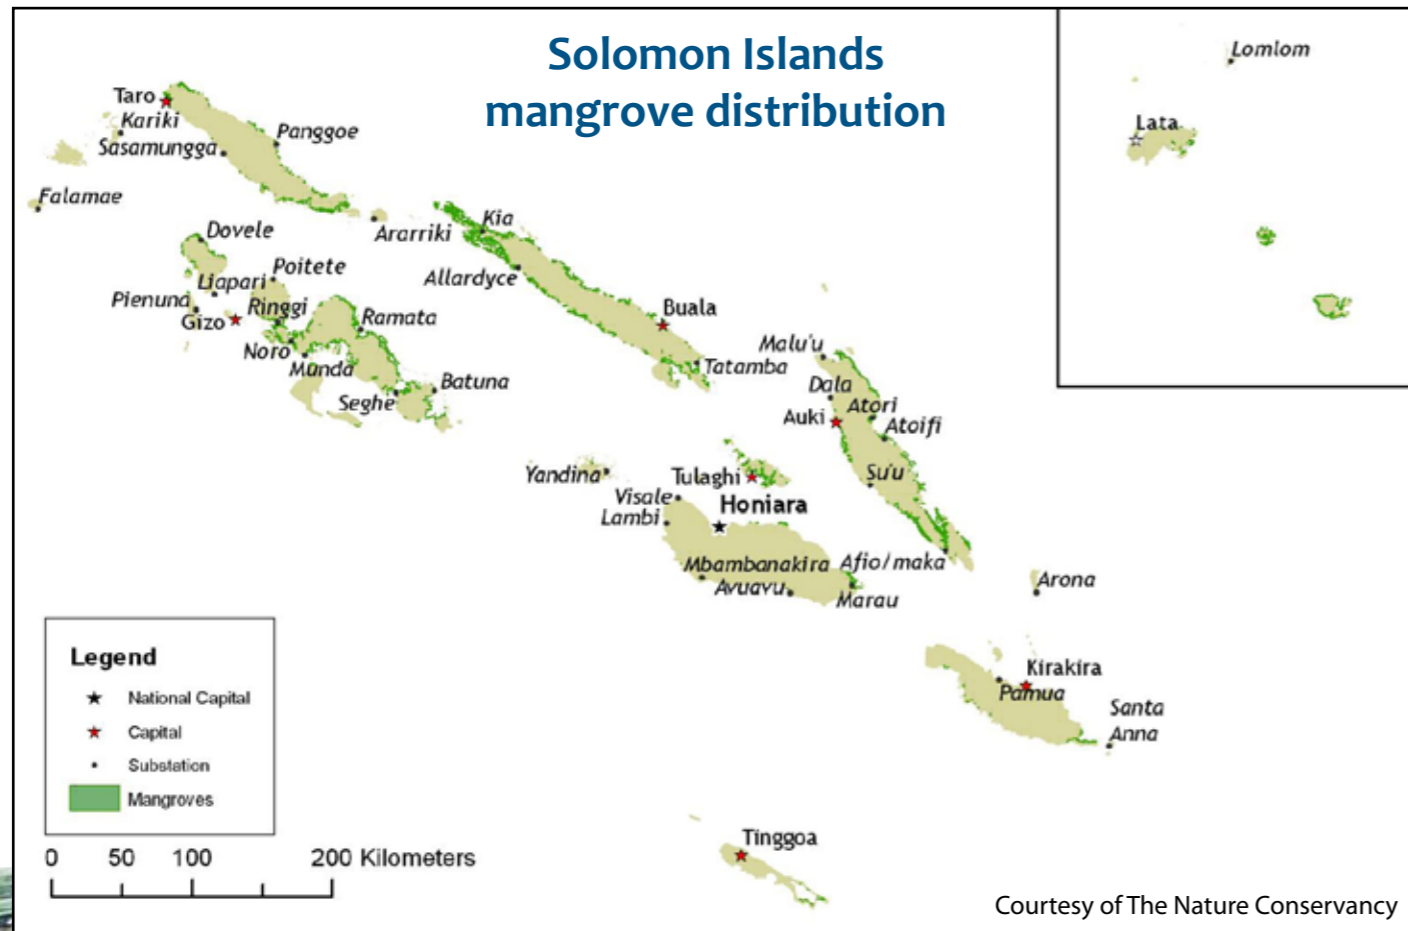 Solomon Islands
mangrove distribution
Lomlom
Lata
Taro
Kariki
Sasamungga
Panggoe
Falamae
Ararriki
Kia
Allardyce
Dovele
Liapari
Poitete
Pienuna
Ringgi
Gizo
Ramata
Noro
Munda
Seghe
Batuna
Buala
Tatamba
Malu'u
Dala
Auki
Atori
Atoifi
Su'u
Yandina
Tulaghi
Visale
Honiara
Lambi
Mbambanakira
Afio/maka
Avuavu
Marau
Arona
Kirakira
Pamua
Santa
Anna
Tinggoa
Legend
National Capital
Capital
Substation
Mangroves
0 50 100 200 Kilometers
Courtesy of The Nature Conservancy